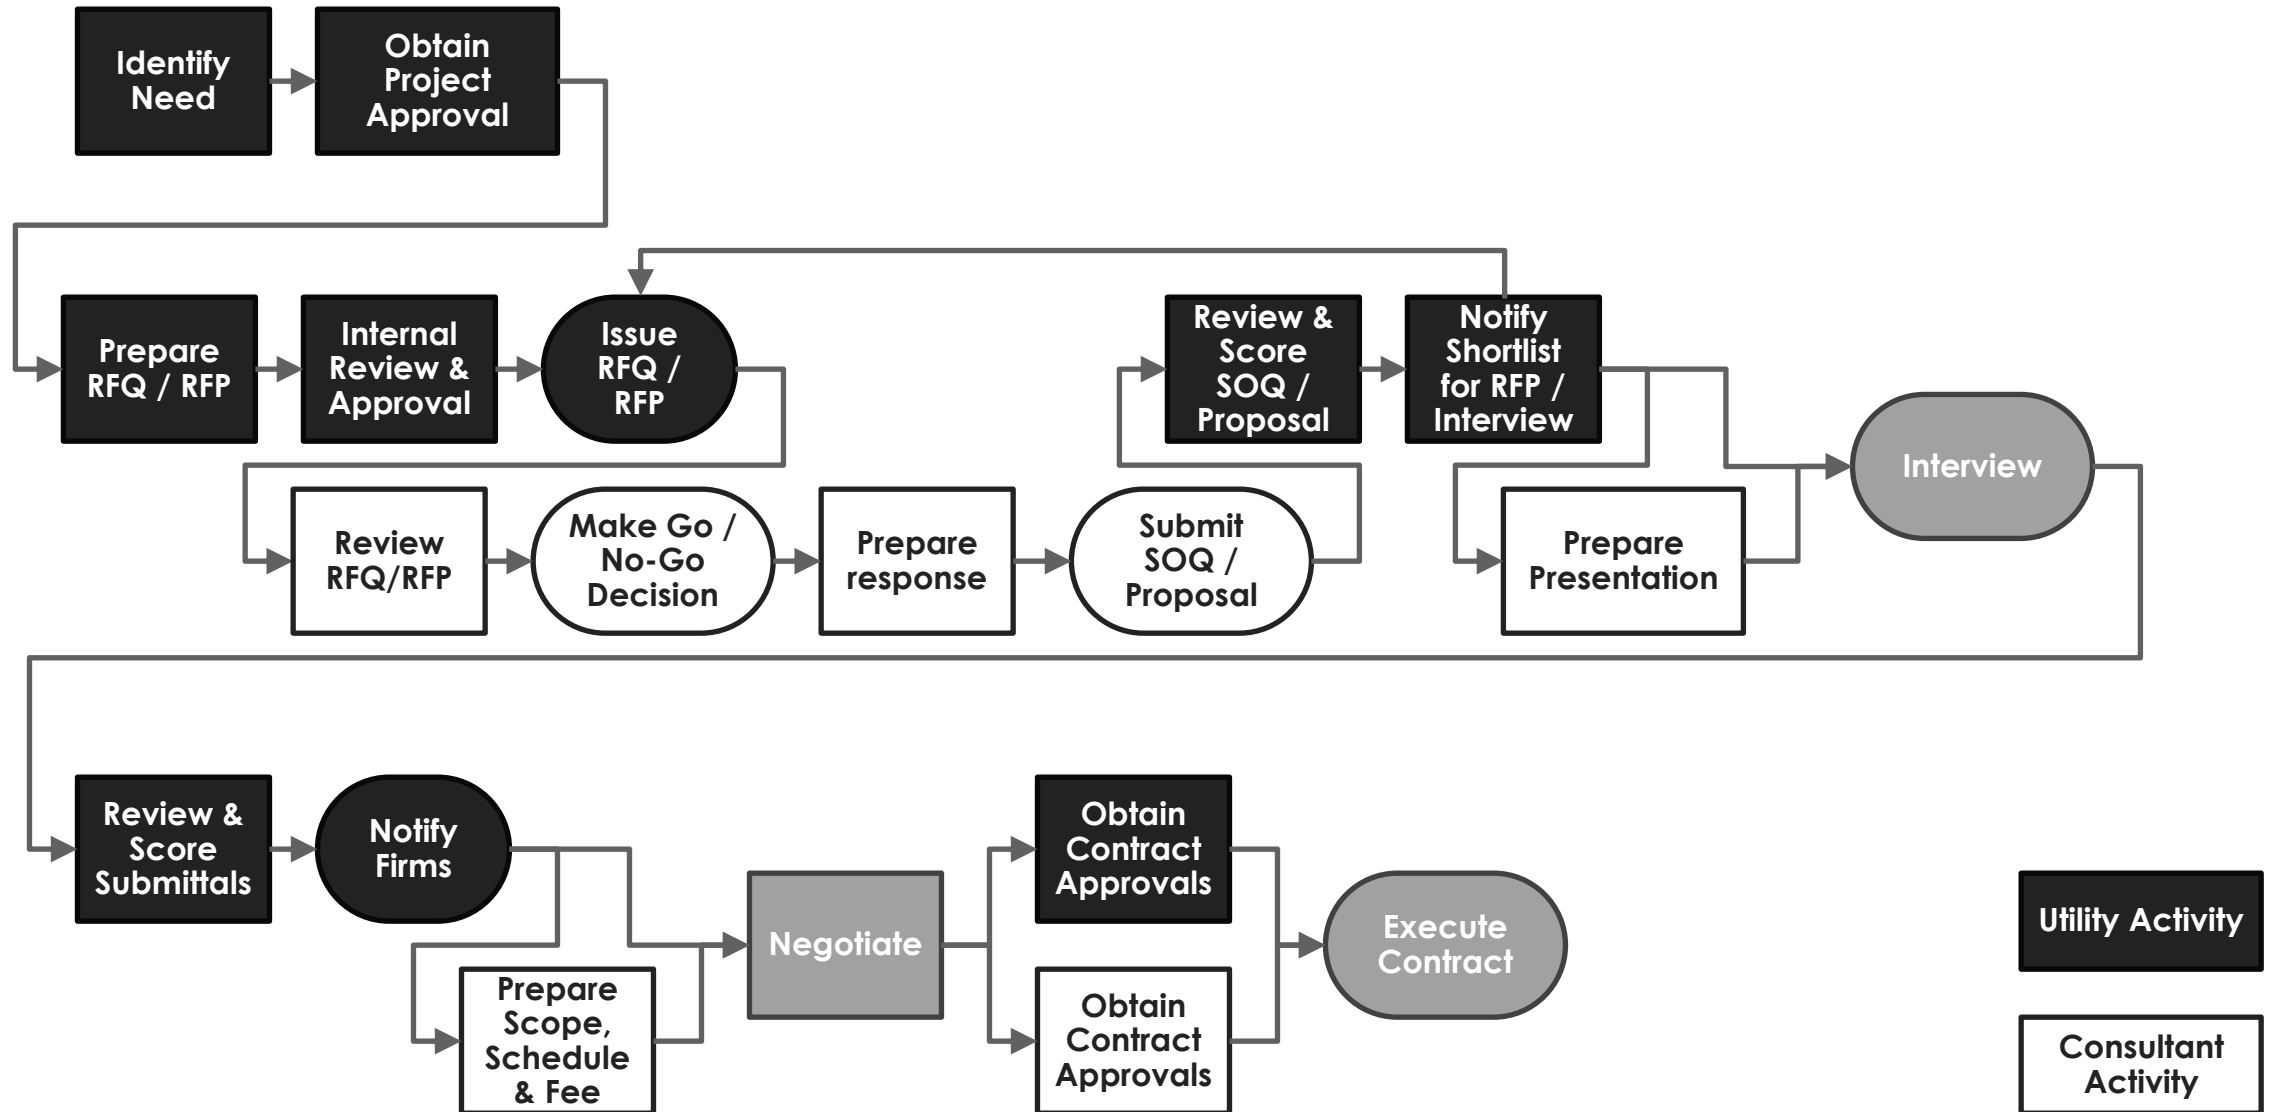 Identify
Need
Obtain
Project
Approval
Prepare
RFQ / RFP
Internal
Review &
Approval
Issue
RFQ /
RFP
Review &
Score
SOQ /
Proposal
Notify
Shortlist
for RFP /
Interview
Interview
Review
RFQ/RFP
Make Go /
No-Go
Decision
Prepare
response
Submit
SOQ /
Proposal
Prepare
Presentation
Review &
Score
Submittals
Notify
Firms
Prepare
Scope,
Schedule
& Fee
Negotiate
Obtain
Contract
Approvals
Obtain
Contract
Approvals
Execute
Contract
Utility Activity
Consultant
Activity